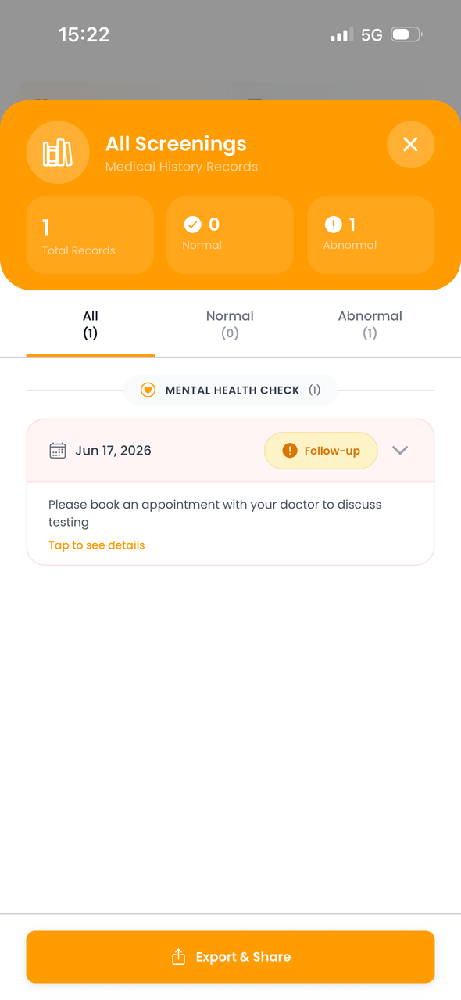 15:22
5G
All Screenings
Medical History Records
1
Total Records
0
Normal
1
Abnormal
All
(1)
Normal
(0)
Abnormal
(1)
MENTAL HEALTH CHECK (1)
Jun 17, 2026
Follow-up
Please book an appointment with your doctor to discuss
testing
Tap to see details
Export & Share